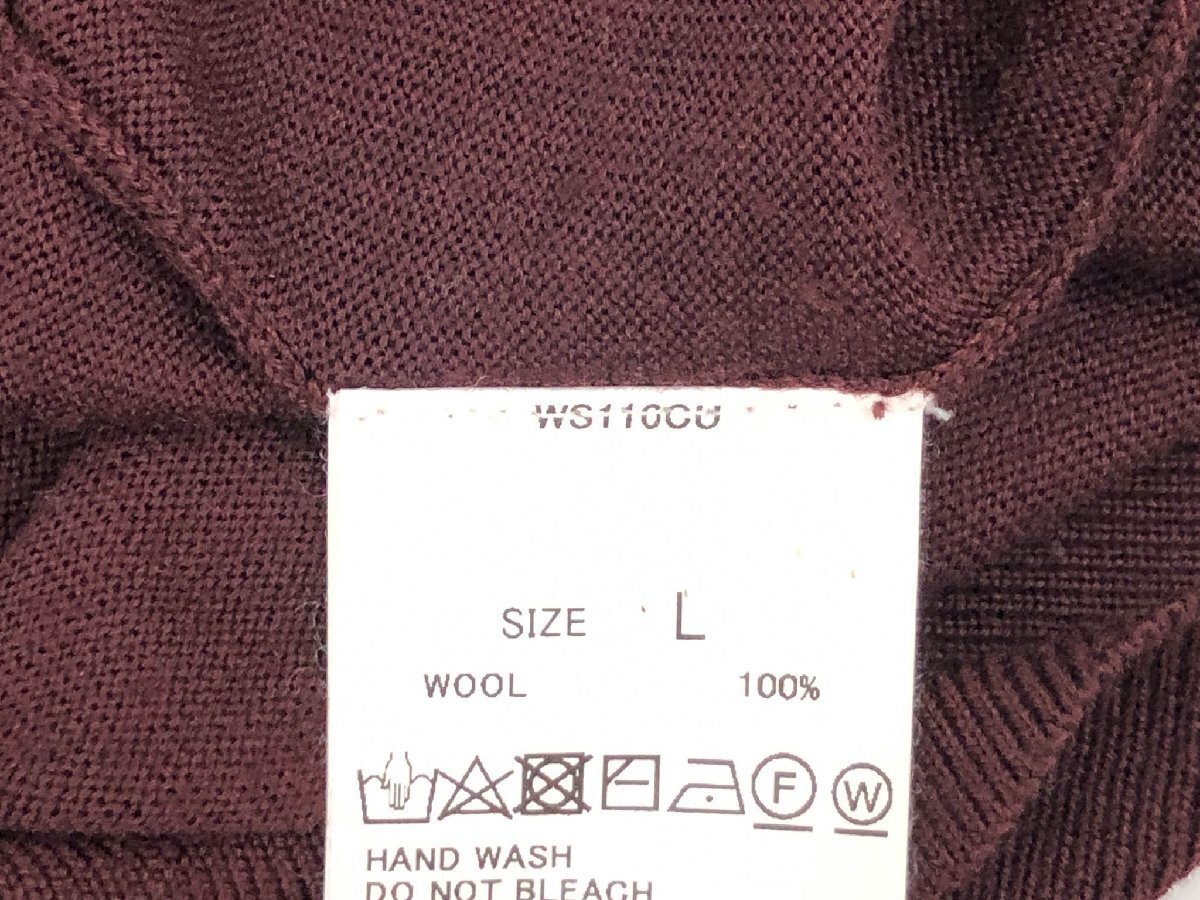 WS110CU
SIZE L
WOOL 100%
F W
HAND WASH
DO NOT BLEACH